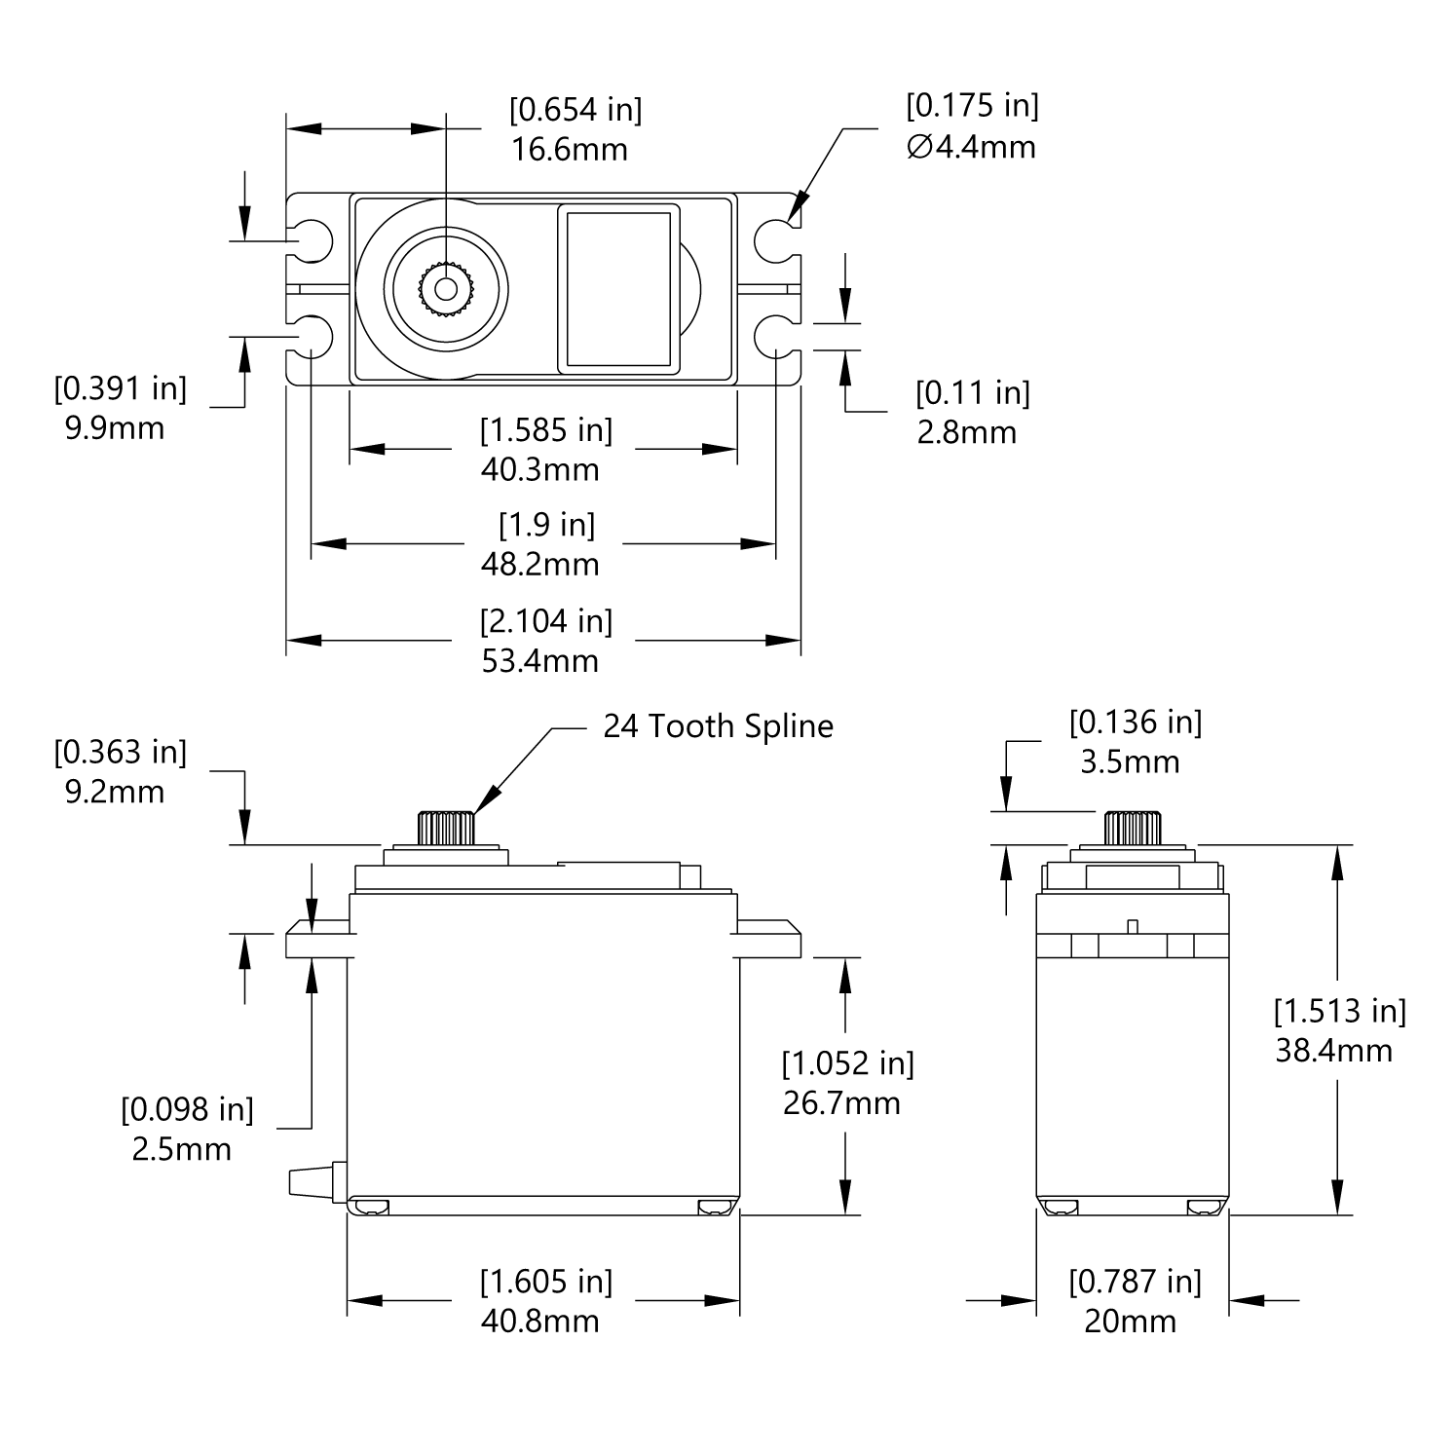 [0.654 in]
16.6mm
[0.175 in]
∅4.4mm
[0.391 in]
9.9mm
[0.11 in]
2.8mm
[1.585 in]
40.3mm
[1.9 in]
48.2mm
[2.104 in]
53.4mm
24 Tooth Spline
[0.363 in]
9.2mm
[0.136 in]
3.5mm
[1.513 in]
38.4mm
[1.052 in]
26.7mm
[0.098 in]
2.5mm
[1.605 in]
40.8mm
[0.787 in]
20mm